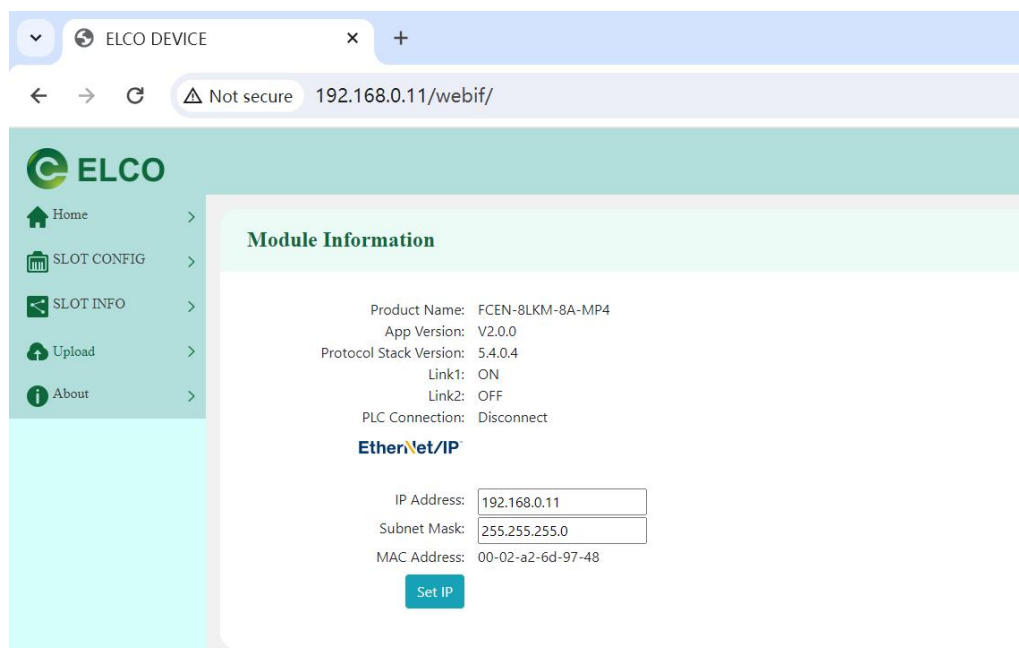 ELCO DEVICE
Not secure 192.168.0.11/webif/
ELCO
Home
SLOT CONFIG
SLOT INFO
Upload
About
Module Information
Product Name: FCEN-8LKM-8A-MP4
App Version: V2.0.0
Protocol Stack Version: 5.4.0.4
Link1: ON
Link2: OFF
PLC Connection: Disconnect
EtherNet/IP
IP Address: 192.168.0.11
Subnet Mask: 255.255.255.0
MAC Address: 00-02-a2-6d-97-48
Set IP